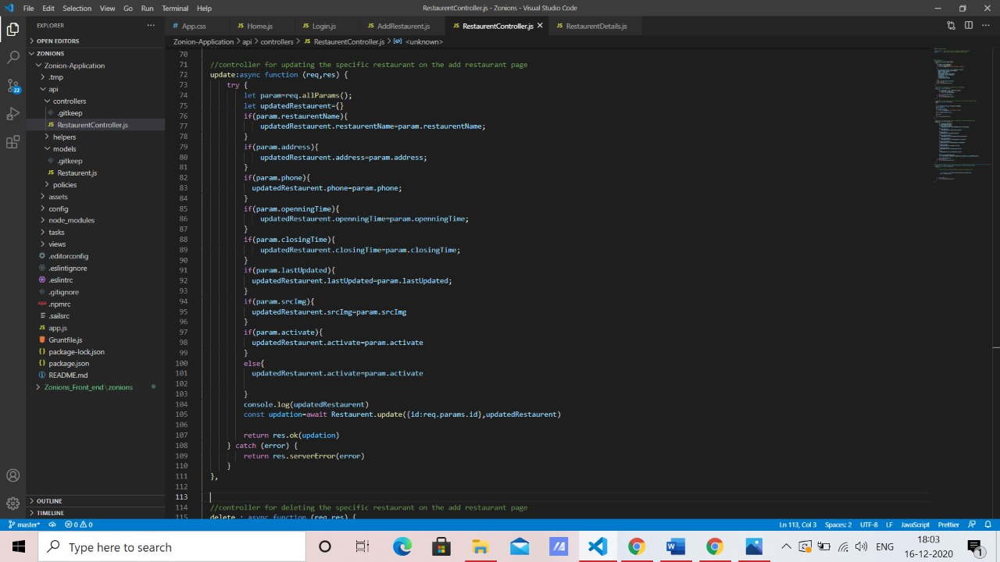 File Edit Selection View Go Run Terminal Help RestaurentController.js - Zonions - Visual Studio Code
EXPLORER ···
# App.css JS Home.js JS Login.js JS AddRestaurent.js JS RestaurentController.js JS RestaurentDetails.js
Zonion-Application > api > controllers > JS RestaurentController.js > <unknown>
OPEN EDITORS
ZONIONS
Zonion-Application
.tmp
api
controllers
.gitkeep
JS RestaurentController.js
helpers
models
.gitkeep
JS Restaurent.js
policies
assets
config
node_modules
tasks
views
.editorconfig
.eslintignore
.eslintrc
.gitignore
.npmrc
.sailsrc
JS app.js
Gruntfile.js
package-lock.json
package.json
README.md
Zonions_Front_end\zonions
OUTLINE
TIMELINE
22
70
71 //controller for updating the specific restaurant on the add restaurant page
72 update:async function (req,res) {
73 try {
74 let param=req.allParams();
75 let updatedRestaurent={}
76 if(param.restaurentName){
77 updatedRestaurent.restaurentName=param.restaurentName;
78 }
79 if(param.address){
80 updatedRestaurent.address=param.address;
81 }
82 if(param.phone){
83 updatedRestaurent.phone=param.phone;
84 }
85 if(param.openningTime){
86 updatedRestaurent.openningTime=param.openningTime;
87 }
88 if(param.closingTime){
89 updatedRestaurent.closingTime=param.closingTime;
90 }
91 if(param.lastUpdated){
92 updatedRestaurent.lastUpdated=param.lastUpdated;
93 }
94 if(param.srcImg){
95 updatedRestaurent.srcImg=param.srcImg
96 }
97 if(param.activate){
98 updatedRestaurent.activate=param.activate
99 }
100 else{
101 updatedRestaurent.activate=param.activate
102
103 }
104 console.log(updatedRestaurent)
105 const updation=await Restaurent.update({id:req.params.id},updatedRestaurent)
106
107 return res.ok(updation)
108 } catch (error) {
109 return res.serverError(error)
110 }
111 },
112
113
114 //controller for deleting the specific restaurant on the add restaurant page
115 delete : async function (req,res) {
master* 0 0 Ln 113, Col 3 Spaces: 2 UTF-8 LF JavaScript Prettier
Type here to search
ENG
18:03
16-12-2020
1